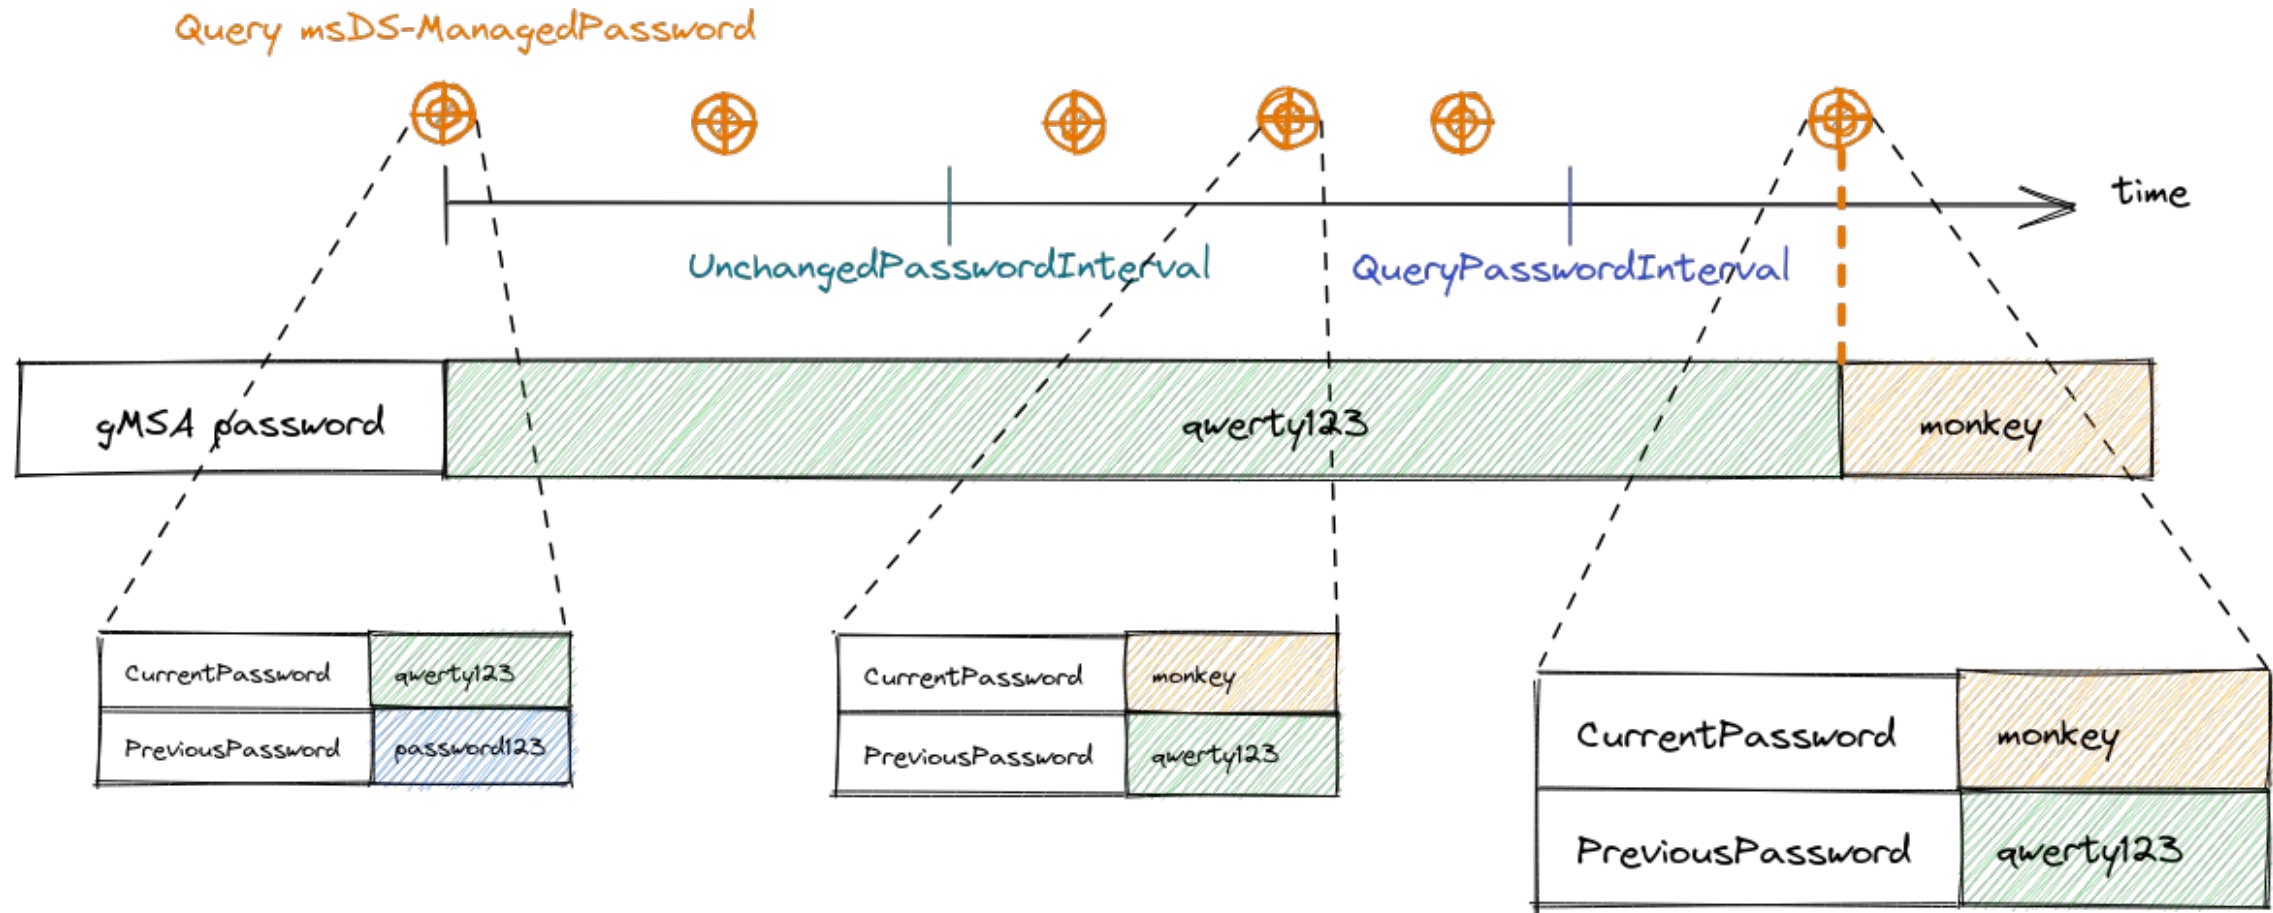 Query msDS-ManagedPassword
time
UnchangedPasswordInterval
QueryPasswordInterval
gMSA password
qwerty123
monkey
CurrentPassword qwerty123
PreviousPassword password123
CurrentPassword monkey
PreviousPassword qwerty123
CurrentPassword monkey
PreviousPassword qwerty123